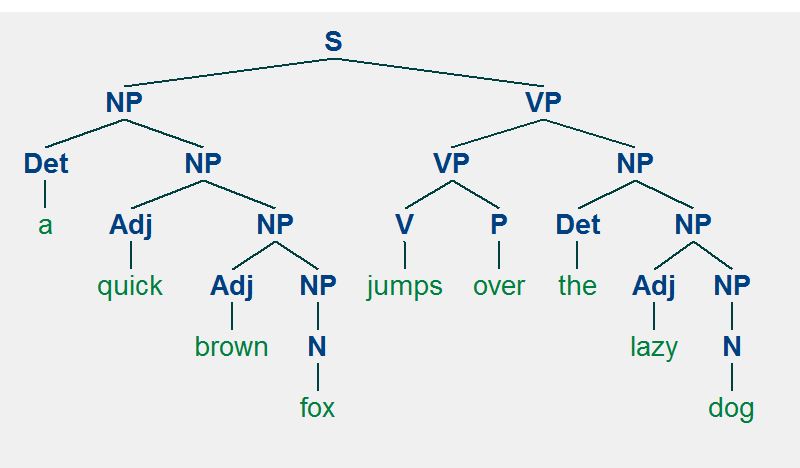 S
NP VP
Det NP VP NP
a Adj NP V P Det NP
quick Adj NP jumps over the Adj NP
brown N lazy N
fox dog